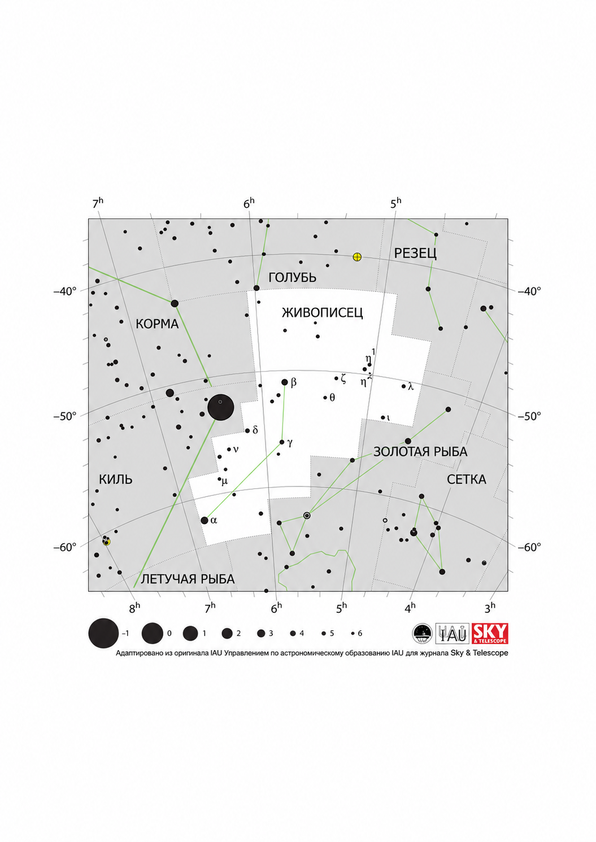 7h 6h 5h
РЕЗЕЦ
ГОЛУБЬ
−40° −40°
ЖИВОПИСЕЦ
КОРМА
η1
β ζ η2 λ
θ
−50° ι −50°
δ
γ
ν ЗОЛОТАЯ РЫБА
КИЛЬ μ СЕТКА
α
−60° −60°
ЛЕТУЧАЯ РЫБА
8h 7h 6h 5h 4h 3h
−1 0 1 2 3 4 5 6 IAU SKY
& TELESCOPE
Адаптировано из оригинала IAU Управлением по астрономическому образованию IAU для журнала Sky & Telescope